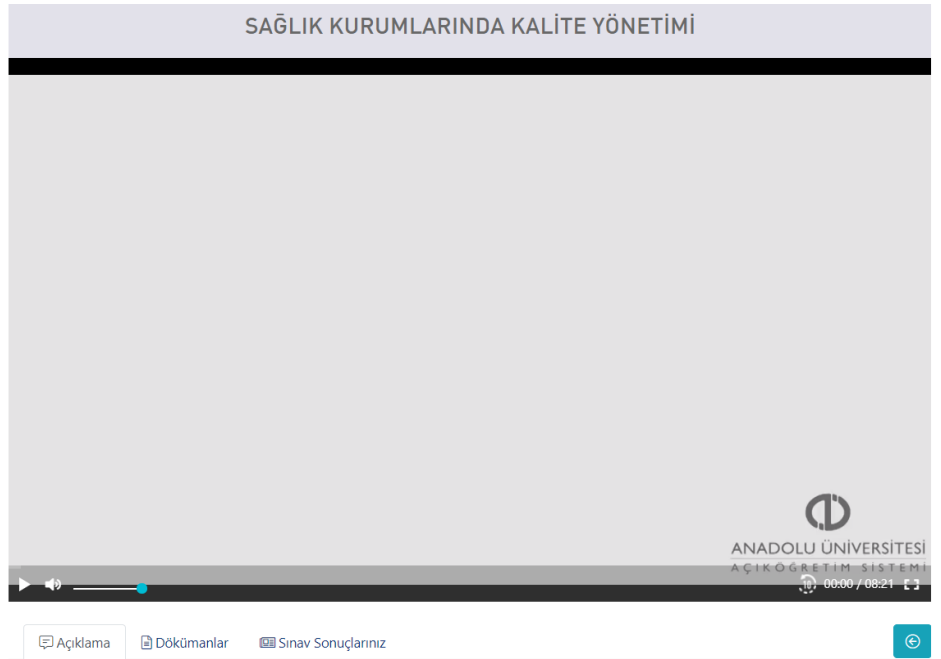 SAĞLIK KURUMLARINDA KALİTE YÖNETİMİ
ANADOLU ÜNİVERSİTESİ
AÇIKÖĞRETİM SİSTEMİ
10 00:00 / 08:21
Açıklama Dökümanlar Sınav Sonuçlarınız